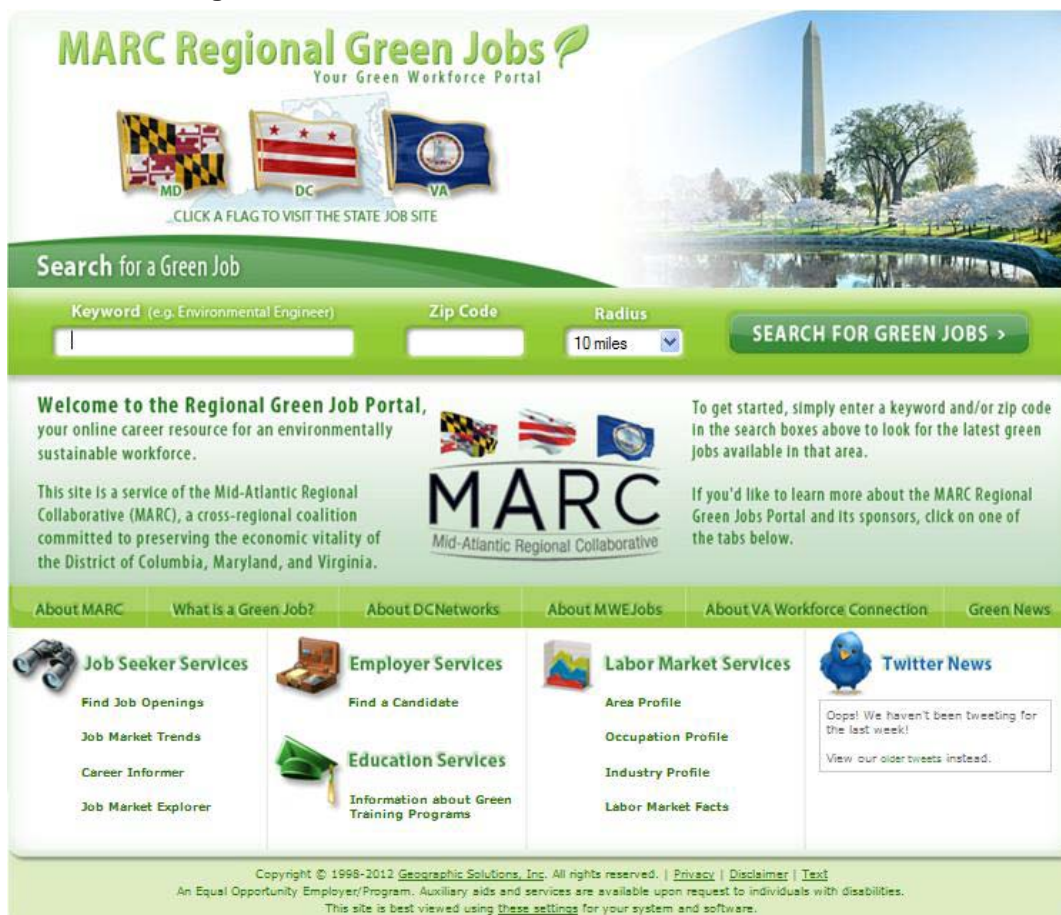 MARC Regional Green Jobs
Your Green Workforce Portal
MD
DC
VA
...CLICK A FLAG TO VISIT THE STATE JOB SITE
Search for a Green Job
Keyword (e.g. Environmental Engineer)
Zip Code
Radius
10 miles
SEARCH FOR GREEN JOBS >
Welcome to the Regional Green Job Portal,
your online career resource for an environmentally
sustainable workforce.
This site is a service of the Mid-Atlantic Regional
Collaborative (MARC), a cross-regional coalition
committed to preserving the economic vitality of
the District of Columbia, Maryland, and Virginia.
MARC
Mid-Atlantic Regional Collaborative
To get started, simply enter a keyword and/or zip code
in the search boxes above to look for the latest green
jobs available in that area.
If you'd like to learn more about the MARC Regional
Green Jobs Portal and its sponsors, click on one of
the tabs below.
About MARC
What is a Green Job?
About DCNetworks
About MWEJobs
About VA Workforce Connection
Green News
Job Seeker Services
Find Job Openings
Job Market Trends
Career Informer
Job Market Explorer
Employer Services
Find a Candidate
Education Services
Information about Green
Training Programs
Labor Market Services
Area Profile
Occupation Profile
Industry Profile
Labor Market Facts
Twitter News
Oops! We haven't been tweeting for
the last week!
View our older tweets instead.
Copyright © 1998-2012 Geographic Solutions, Inc. All rights reserved. | Privacy | Disclaimer | Text
An Equal Opportunity Employer/Program. Auxiliary aids and services are available upon request to individuals with disabilities.
This site is best viewed using these settings for your system and software.